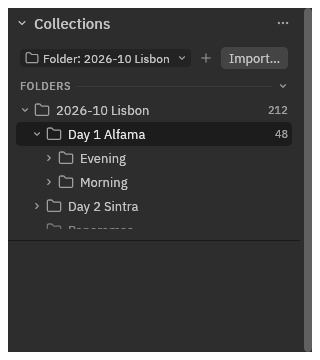 Collections
Folder: 2026-10 Lisbon
Import...
FOLDERS
2026-10 Lisbon 212
Day 1 Alfama 48
Evening
Morning
Day 2 Sintra